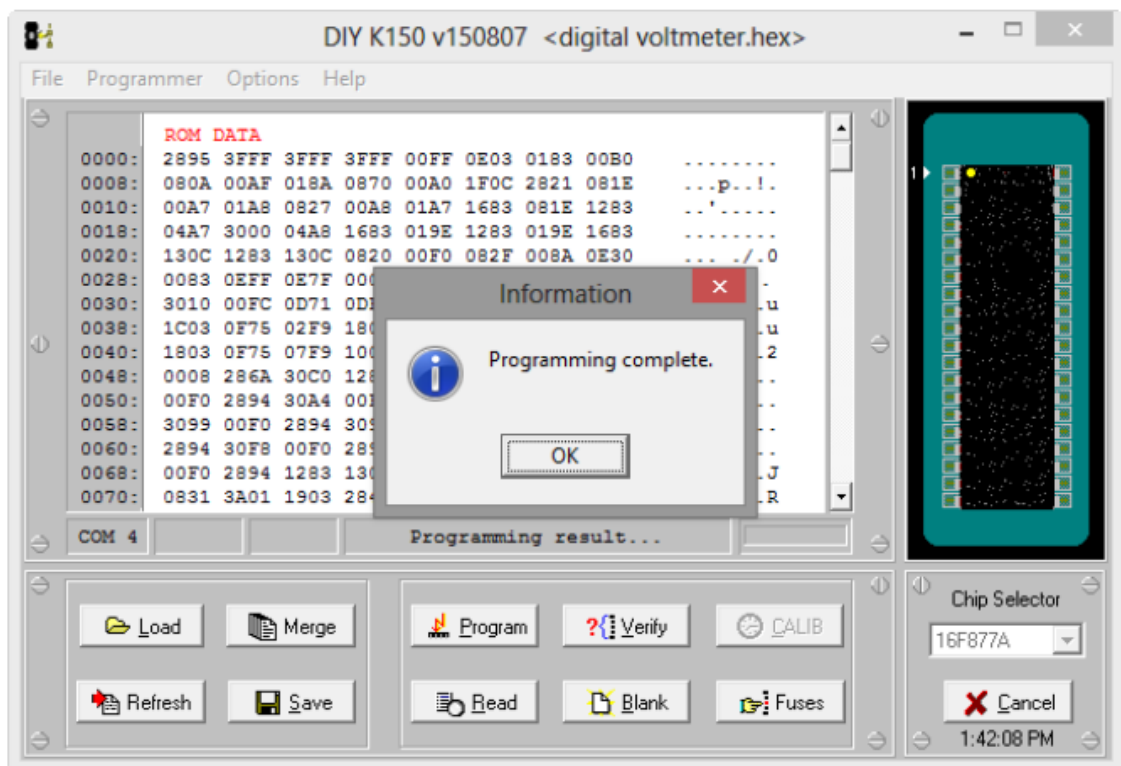 DIY K150 v150807 <digital voltmeter.hex>
File Programmer Options Help
ROM DATA
0000: 2895 3FFF 3FFF 3FFF 00FF 0E03 0183 00B0 ........
0008: 080A 00AF 018A 0870 00A0 1F0C 2821 081E ...p..!.
0010: 00A7 01A8 0827 00A8 01A7 1683 081E 1283 ..'.....
0018: 04A7 3000 04A8 1683 019E 1283 019E 1683 ........
0020: 130C 1283 130C 0820 00F0 082F 008A 0E30 ... ./.0
0028: 0083 0EFF 0E7F .
0030: 3010 00FC 0D71 .u
0038: 1C03 0F75 02F9 .u
0040: 1803 0F75 07F9 .2
0048: 0008 286A 30C0 ..
0050: 00F0 2894 30A4 ..
0058: 3099 00F0 2894 ..
0060: 2894 30F8 00F0 ..
0068: 00F0 2894 1283 .J
0070: 0831 3A01 1903 .R
Information
Programming complete.
OK
COM 4 Programming result...
1
Load Merge Program Verify CALIB
Refresh Save Read Blank Fuses
Chip Selector
16F877A
Cancel
1:42:08 PM